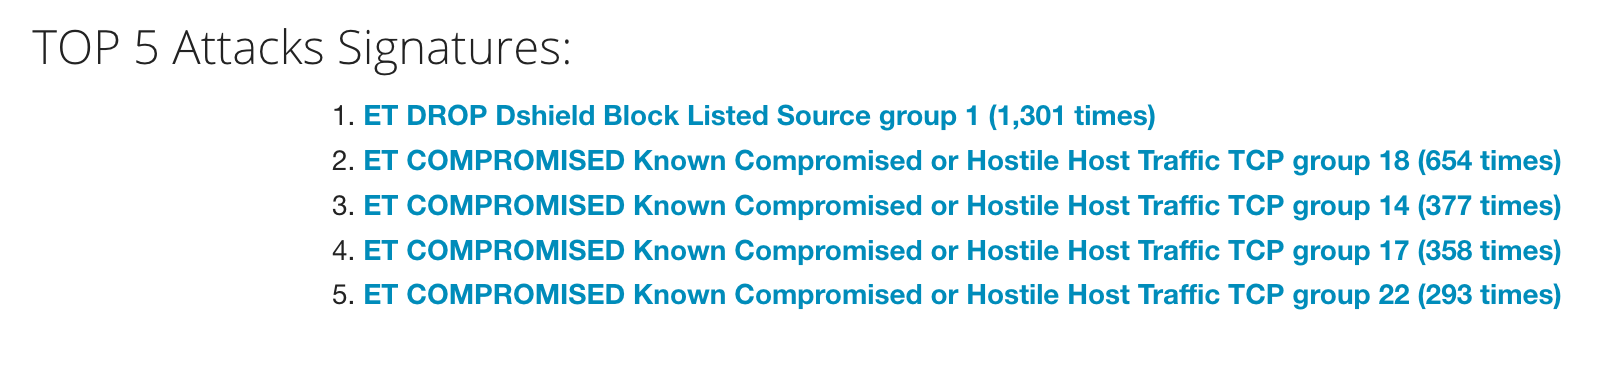 TOP 5 Attacks Signatures:
1. ET DROP Dshield Block Listed Source group 1 (1,301 times)
2. ET COMPROMISED Known Compromised or Hostile Host Traffic TCP group 18 (654 times)
3. ET COMPROMISED Known Compromised or Hostile Host Traffic TCP group 14 (377 times)
4. ET COMPROMISED Known Compromised or Hostile Host Traffic TCP group 17 (358 times)
5. ET COMPROMISED Known Compromised or Hostile Host Traffic TCP group 22 (293 times)